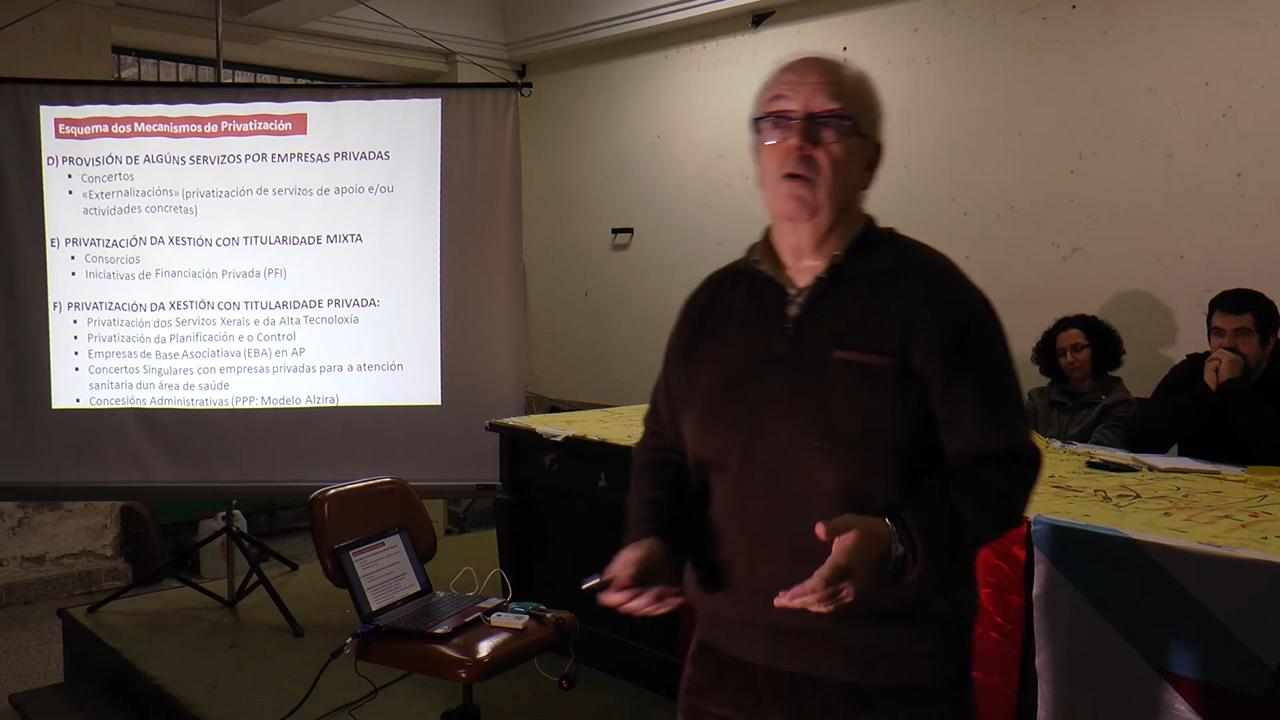 Esquema dos Mecanismos de Privatización
D) PROVISIÓN DE ALGÚNS SERVIZOS POR EMPRESAS PRIVADAS
▪ Concertos
▪ «Externalizacións» (privatización de servizos de apoio e/ou
actividades concretas)
E) PRIVATIZACIÓN DA XESTIÓN CON TITULARIDADE MIXTA
▪ Consorcios
▪ Iniciativas de Financiación Privada (PFI)
F) PRIVATIZACIÓN DA XESTIÓN CON TITULARIDADE PRIVADA:
▪ Privatización dos Servizos Xerais e da Alta Tecnoloxía
▪ Privatización da Planificación e o Control
▪ Empresas de Base Asociatiava (EBA) en AP
▪ Concertos Singulares con empresas privadas para a atención
sanitaria dun área de saúde
▪ Concesións Administrativas (PPP: Modelo Alzira)